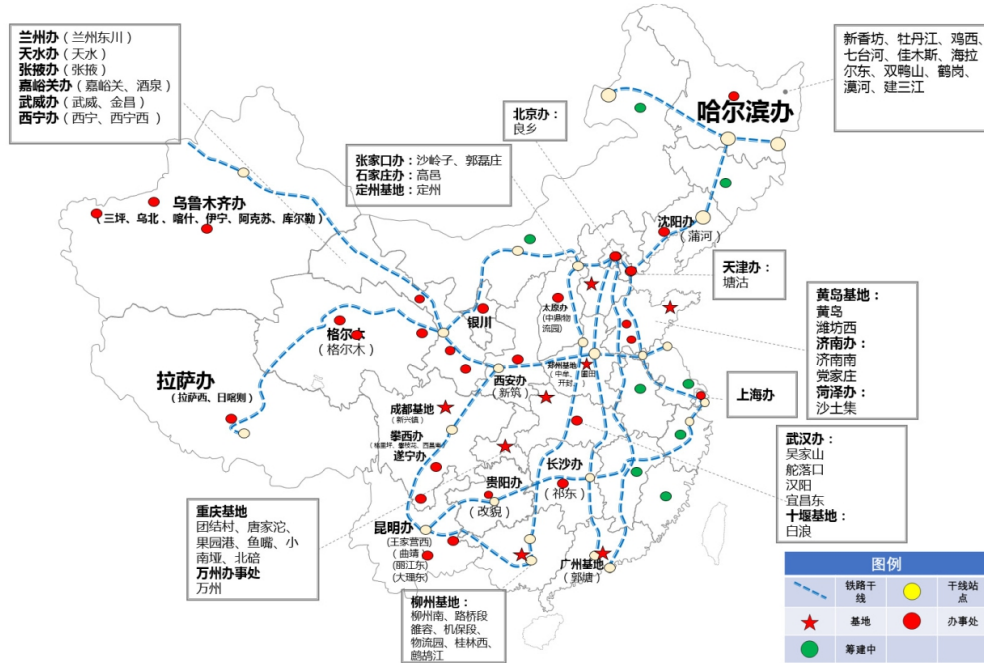 兰州办（兰州东川）
天水办（天水）
张掖办（张掖）
嘉峪关办（嘉峪关、酒泉）
武威办（武威、金昌）
西宁办（西宁、西宁西）
新香坊、牡丹江、鸡西、
七台河、佳木斯、海拉
尔东、双鸭山、鹤岗、
漠河、建三江
哈尔滨办
北京办：
良乡
张家口办：沙岭子、郭磊庄
石家庄办：高邑
定州基地：定州
乌鲁木齐办
（三坪、乌北、喀什、伊宁、阿克苏、库尔勒）
沈阳办
（蒲河）
天津办：
塘沽
黄岛基地：
黄岛
潍坊西
济南办：
济南南
党家庄
菏泽办：
沙土集
银川
太原办
（中鼎物
流园）
格尔木
（格尔木）
拉萨办
（拉萨西、日喀则）
西安办
（新筑）
郑州基地
（中牟、
开封）
圃田
成都基地
（新兴镇）
上海办
攀西办
遂宁办
武汉办：
吴家山
舵落口
汉阳
宜昌东
十堰基地：
白浪
长沙办
（祁东）
贵阳办
（改貌）
重庆基地
团结村、唐家沱、
果园港、鱼嘴、小
南垭、北碚
万州办事处
万州
昆明办
（王家营西）
（曲靖）
（丽江东）
（大理东）
广州基地
（郭塘）
柳州基地：
柳州南、路桥段
雒容、机保段、
物流园、桂林西、
鹧鸪江
图例
铁路干线
干线站点
基地
办事处
筹建中